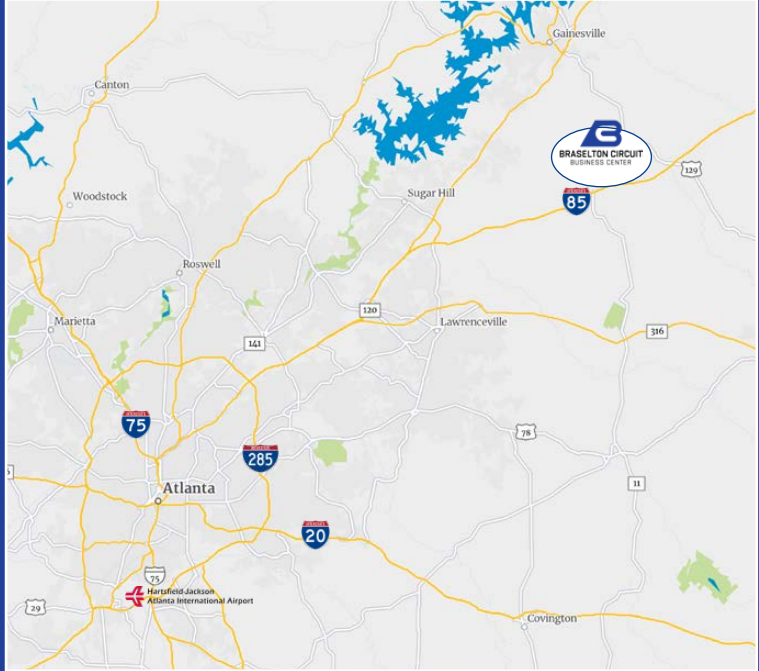 Gainesville
Canton
BRASELTON CIRCUIT
BUSINESS CENTER
129
Woodstock
Sugar Hill
85
Roswell
120
Marietta
Lawrenceville
316
141
75
78
285
11
Atlanta
20
75
Hartsfield-Jackson
Atlanta International Airport
29
Covington